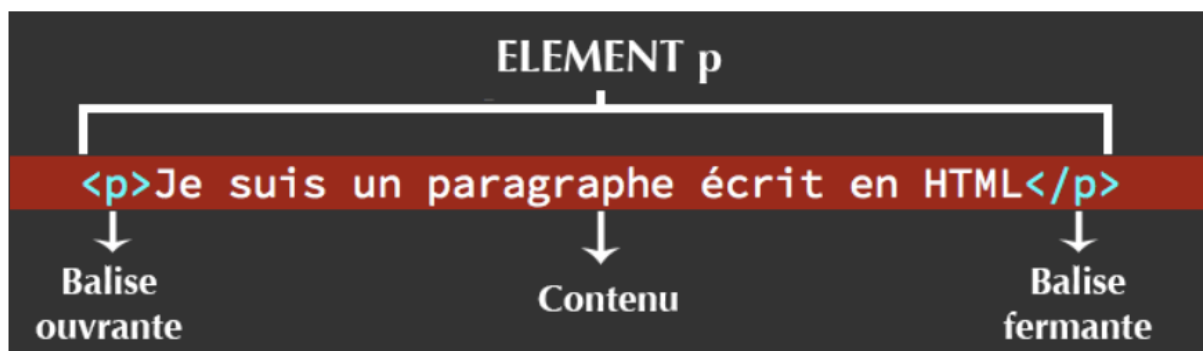 ELEMENT p
<p>Je suis un paragraphe écrit en HTML</p>
Balise
ouvrante
Contenu
Balise
fermante